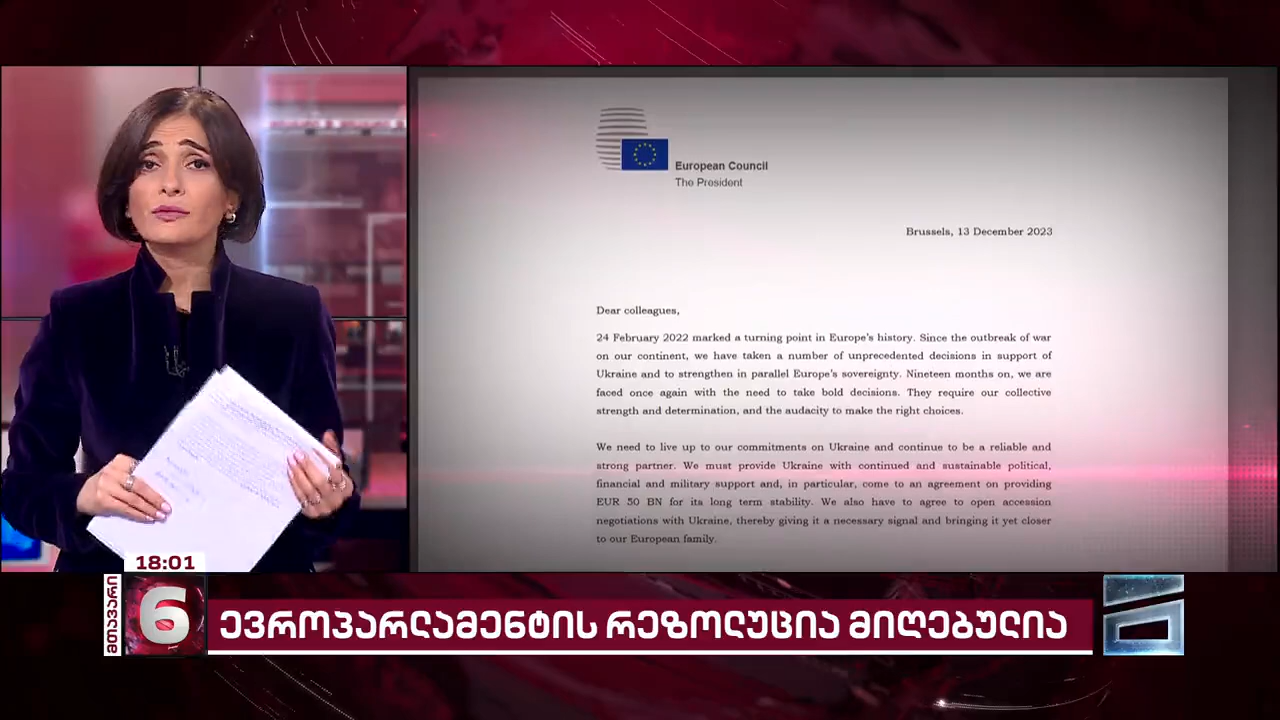 European Council
The President
Brussels, 13 December 2023
Dear colleagues,
24 February 2022 marked a turning point in Europe's history. Since the outbreak of war
on our continent, we have taken a number of unprecedented decisions in support of
Ukraine and to strengthen in parallel Europe's sovereignty. Nineteen months on, we are
faced once again with the need to take bold decisions. They require our collective
strength and determination, and the audacity to make the right choices.
We need to live up to our commitments on Ukraine and continue to be a reliable and
strong partner. We must provide Ukraine with continued and sustainable political,
financial and military support and, in particular, come to an agreement on providing
EUR 50 BN for its long term stability. We also have to agree to open accession
negotiations with Ukraine, thereby giving it a necessary signal and bringing it yet closer
to our European family.
18:01
მთავარი
6
ევროპარლამენტის რეზოლუცია მიღებულია